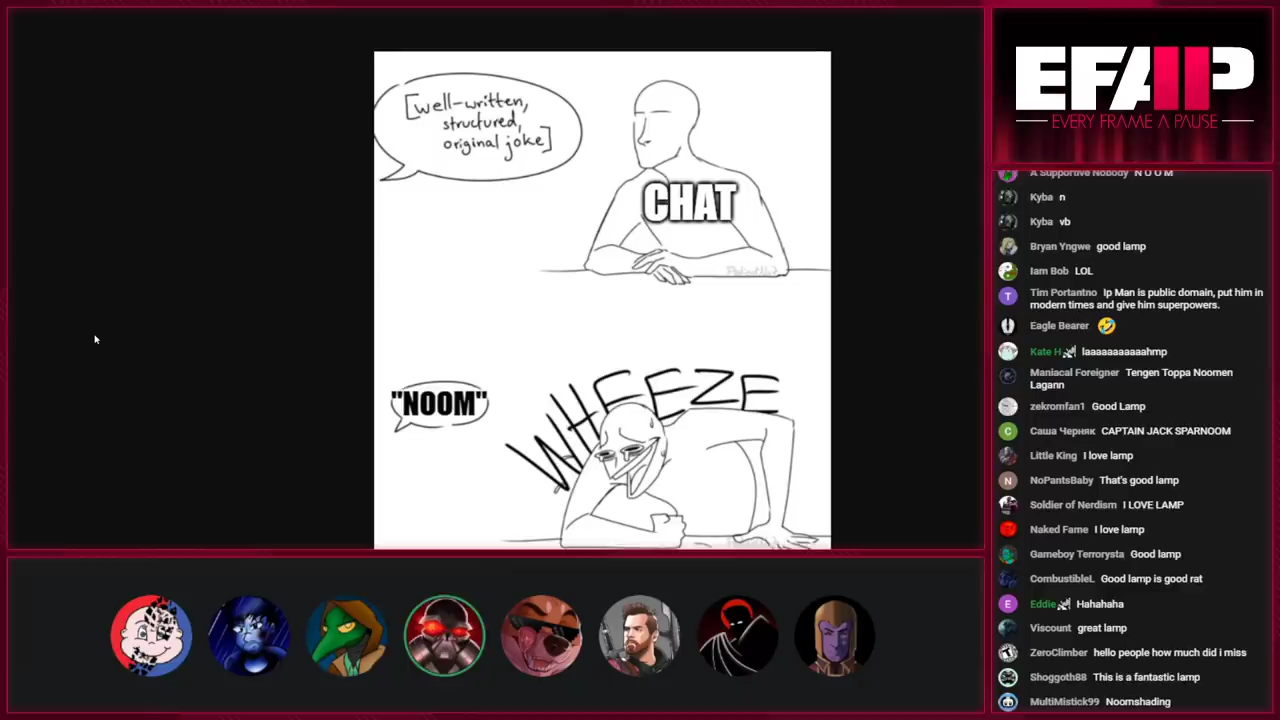 [well-written,
structured,
original joke]
CHAT
"NOOM"
WHEEZE
EFAP
EVERY FRAME A PAUSE
A Supportive Nobody N O O M
Kyba n
Kyba vb
Bryan Yngwe good lamp
Iam Bob LOL
Tim Portantno Ip Man is public domain, put him in
modern times and give him superpowers.
Eagle Bearer 🤣
Kate H laaaaaaaaaaahmp
Maniacal Foreigner Tengen Toppa Noomen
Lagann
zekromfan1 Good Lamp
Саша Черняк CAPTAIN JACK SPARNOOM
Little King I love lamp
NoPantsBaby That's good lamp
Soldier of Nerdism I LOVE LAMP
Naked Fame I love lamp
Gameboy Terrorysta Good lamp
CombustibleL Good lamp is good rat
Eddie Hahahaha
Viscount great lamp
ZeroClimber hello people how much did i miss
Shoggoth88 This is a fantastic lamp
MultiMistick99 Noomshading
T
C
N
E